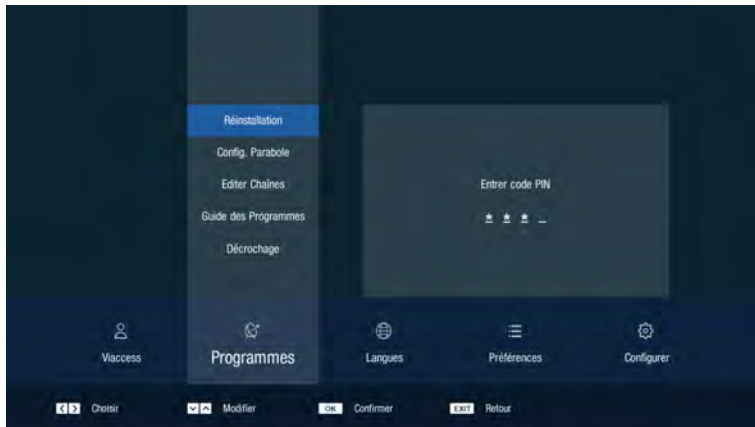 Réinstallation
Config. Parabole
Editer Chaînes
Guide des Programmes
Décrochage
Entrer code PIN
* * * _
Viaccess
Programmes
Langues
Préférences
Configurer
< > Choisir
Modifier
OK Confirmer
EXIT Retour